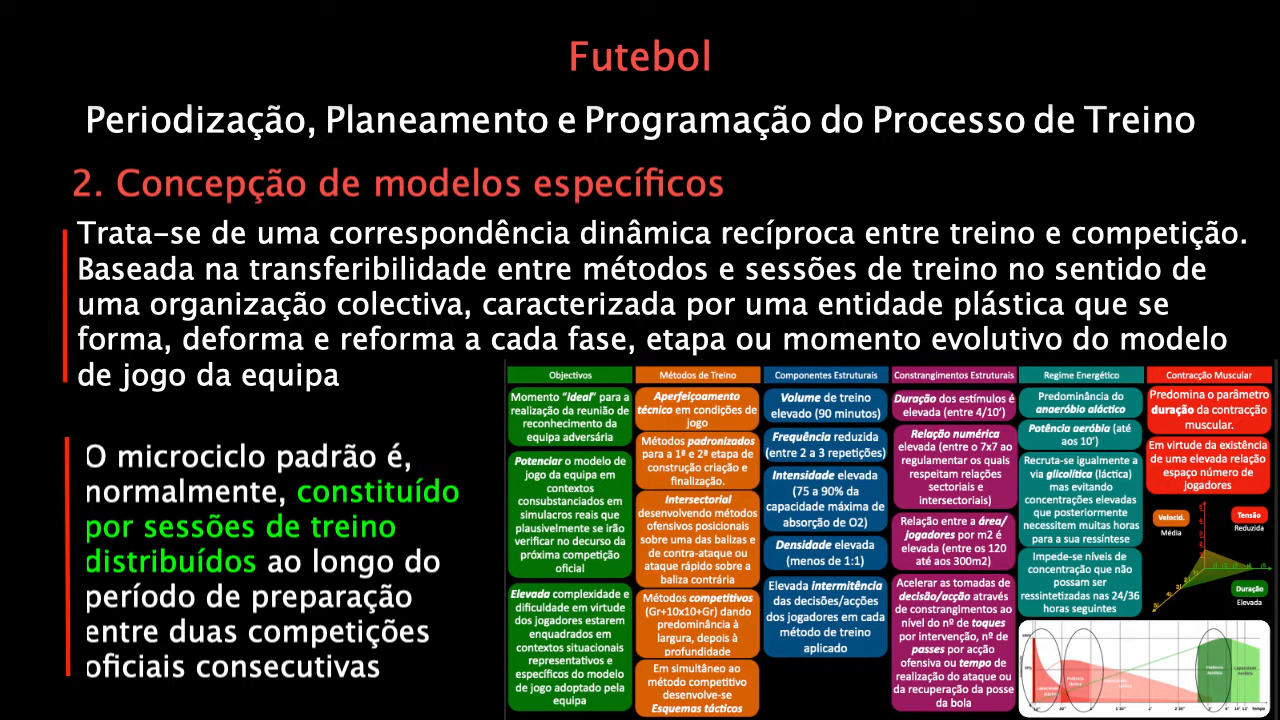 Futebol
Periodização, Planeamento e Programação do Processo de Treino
2. Concepção de modelos específicos
Trata-se de uma correspondência dinâmica recíproca entre treino e competição.
Baseada na transferibilidade entre métodos e sessões de treino no sentido de
uma organização colectiva, caracterizada por uma entidade plástica que se
forma, deforma e reforma a cada fase, etapa ou momento evolutivo do modelo
de jogo da equipa
O microciclo padrão é,
normalmente, constituído
por sessões de treino
distribuídos ao longo do
período de preparação
entre duas competições
oficiais consecutivas
Objectivos
Momento "ideal" para a
realização da reunião de
reconhecimento da
equipa adversária
Potenciar o modelo de
jogo da equipa em
contextos
consubstanciados em
simulacros reais que
plausivelmente se irão
verificar no decurso da
próxima competição
oficial
Elevada complexidade e
dificuldade em virtude
dos jogadores estarem
enquadrados em
contextos situacionais
representativos e
específicos do modelo
de jogo adoptado pela
equipa
Métodos de Treino
Aperfeiçoamento
técnico em condições de
jogo
Métodos padronizados
para a 1ª e 2ª etapa de
construção criação e
finalização.
Intersectorial
desenvolvendo métodos
ofensivos posicionais
sobre uma das balizas e
de contra-ataque ou
ataque rápido sobre a
baliza contrária
Métodos competitivos
(Gr+10x10+Gr) dando
predominância à
largura, depois à
profundidade
Em simultâneo ao
método competitivo
desenvolve-se
Esquemas tácticos
Componentes Estruturais
Volume de treino
elevado (90 minutos)
Frequência reduzida
(entre 2 a 3 repetições)
Intensidade elevada
(75 a 90% da
capacidade máxima de
absorção de O2)
Densidade elevada
(menos de 1:1)
Elevada intermitência
das decisões/acções
dos jogadores em cada
método de treino
aplicado
Constrangimentos Estruturais
Duração dos estímulos é
elevada (entre 4/10')
Relação numérica
elevada (entre o 7x7 ao
regulamentar os quais
respeitam relações
sectoriais e
intersectoriais)
Relação entre a área/
jogadores por m2 é
elevada (entre os 120
até aos 300m2)
Acelerar as tomadas de
decisão/acção através
de constrangimentos ao
nível do nº de toques
por intervenção, nº de
passes por acção
ofensiva ou tempo de
realização do ataque ou
da recuperação da posse
da bola
Regime Energético
Predominância do
anaeróbio aláctico
Potência aeróbia (até
aos 10')
Recruta-se igualmente a
via glicolítica (láctica)
mas evitando
concentrações elevadas
que posteriormente
necessitem muitas horas
para a sua ressíntese
Impede-se níveis de
concentração que não
possam ser
ressintetizadas nas 24/36
horas seguintes
Contracção Muscular
Predomina o parâmetro
duração da contracção
muscular.
Em virtude da existência
de uma elevada relação
espaço número de
jogadores
Velocid.
Média
Tensão
Reduzida
Duração
Elevada
Tempo